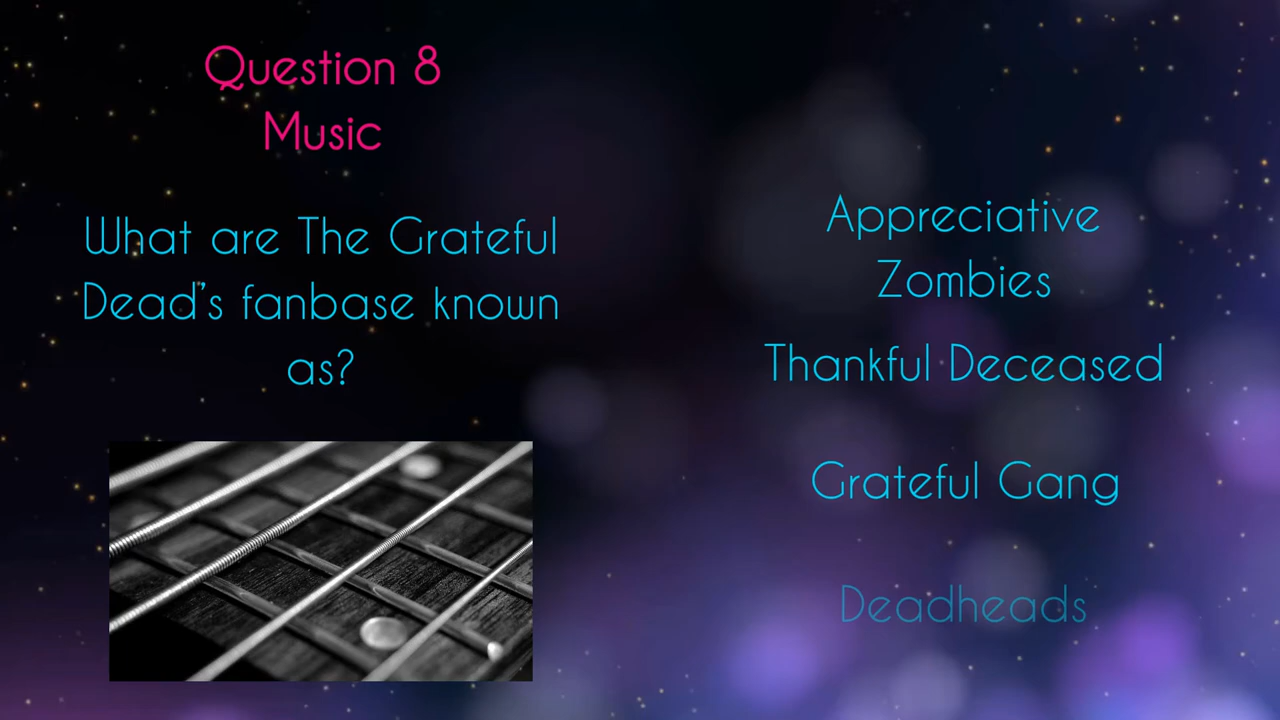 Question 8
Music
What are The Grateful
Dead's fanbase known
as?
Appreciative
Zombies
Thankful Deceased
Grateful Gang
Deadheads